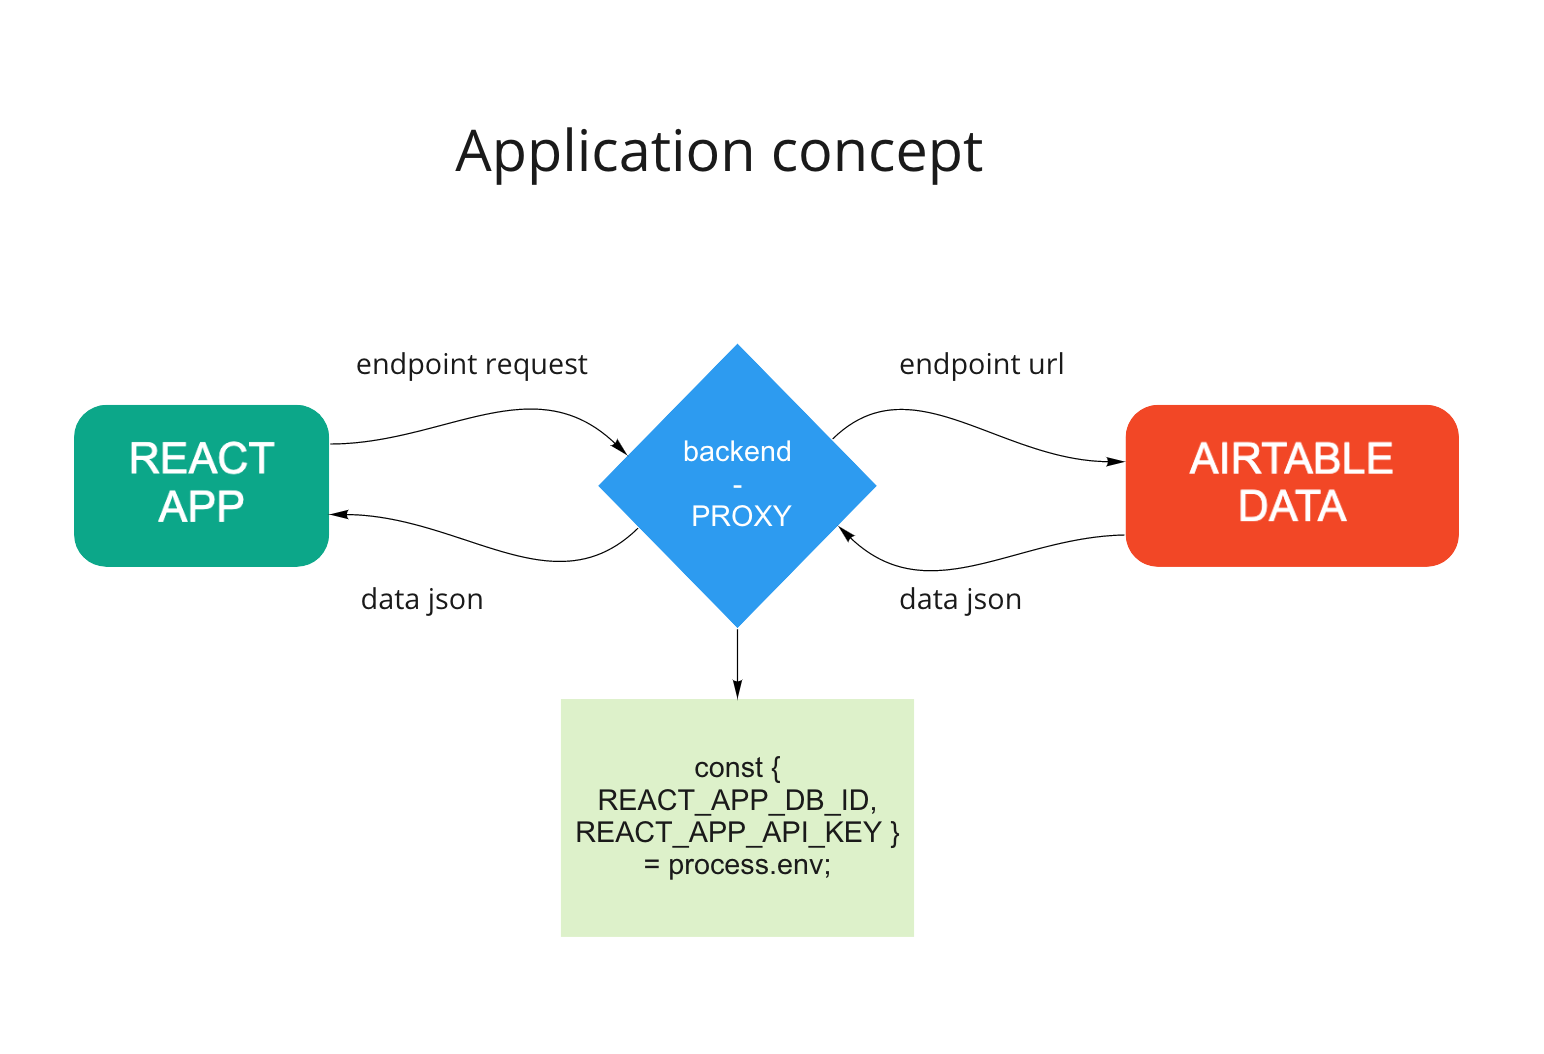 Application concept
endpoint request
endpoint url
REACT
APP
backend
-
PROXY
AIRTABLE
DATA
data json
data json
const {
REACT_APP_DB_ID,
REACT_APP_API_KEY }
= process.env;